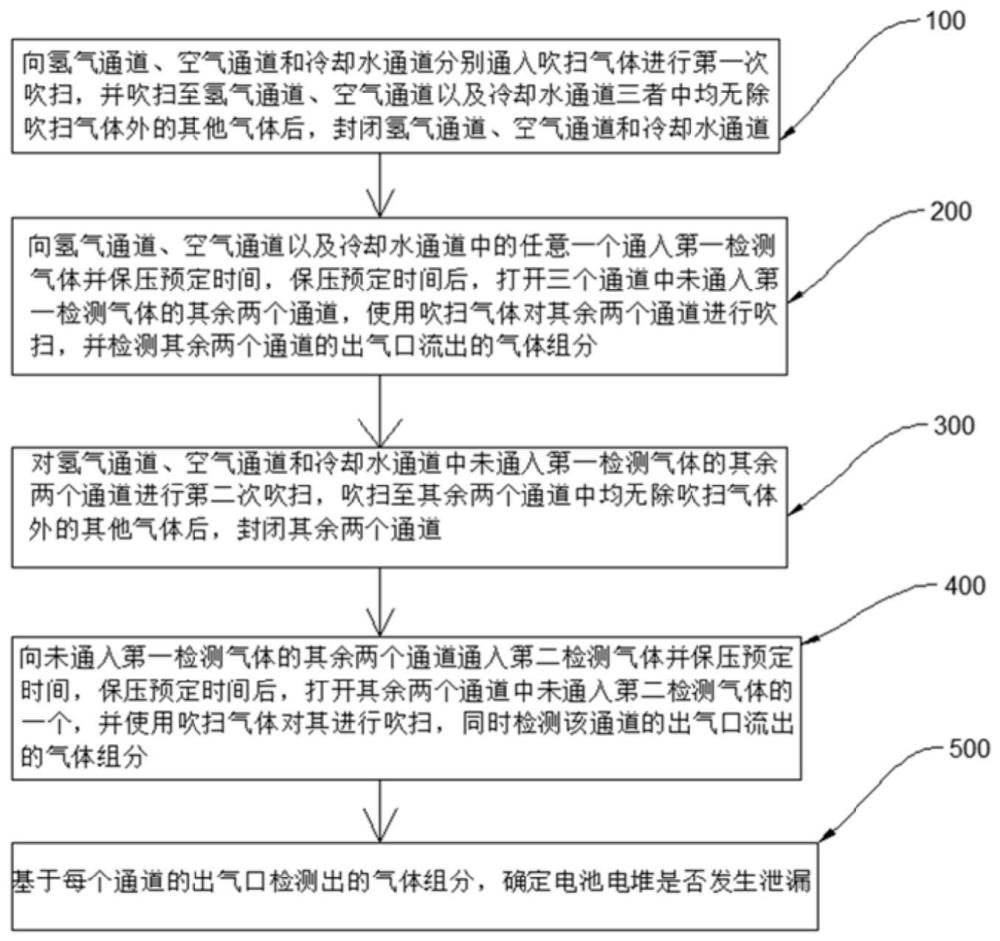 100
向氢气通道、空气通道和冷却水通道分别通入吹扫气体进行第一次
吹扫，并吹扫至氢气通道、空气通道以及冷却水通道三者中均无除
吹扫气体外的其他气体后，封闭氢气通道、空气通道和冷却水通道
200
向氢气通道、空气通道以及冷却水通道中的任意一个通入第一检测
气体并保压预定时间，保压预定时间后，打开三个通道中未通入第
一检测气体的其余两个通道，使用吹扫气体对其余两个通道进行吹
扫，并检测其余两个通道的出气口流出的气体组分
300
对氢气通道、空气通道和冷却水通道中未通入第一检测气体的其余
两个通道进行第二次吹扫，吹扫至其余两个通道中均无除吹扫气体
外的其他气体后，封闭其余两个通道
400
向未通入第一检测气体的其余两个通道通入第二检测气体并保压预定
时间，保压预定时间后，打开其余两个通道中未通入第二检测气体的
一个，并使用吹扫气体对其进行吹扫，同时检测该通道的出气口流出
的气体组分
500
基于每个通道的出气口检测出的气体组分，确定电池电堆是否发生泄漏